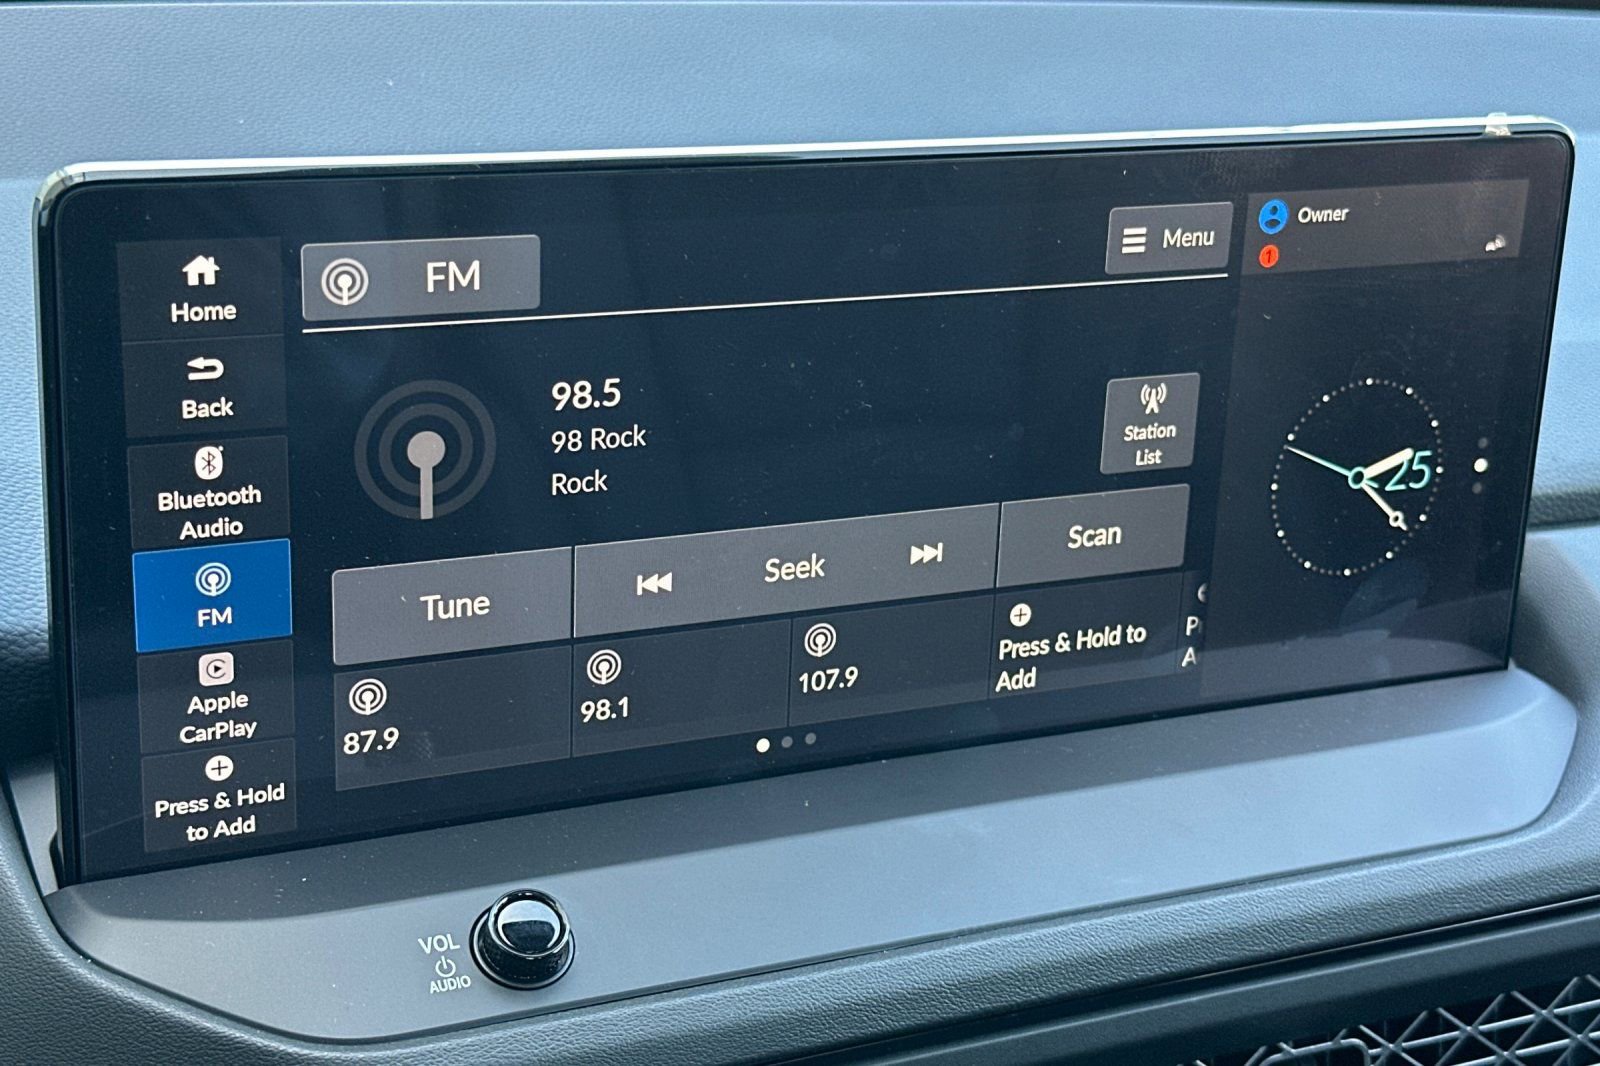 Home
Back
Bluetooth
Audio
FM
Apple
CarPlay
Press & Hold
to Add
FM
Menu
98.5
98 Rock
Rock
Station
List
Tune
Seek
Scan
87.9
98.1
107.9
Press & Hold to
Add
P
A
Owner
1
25
VOL
AUDIO